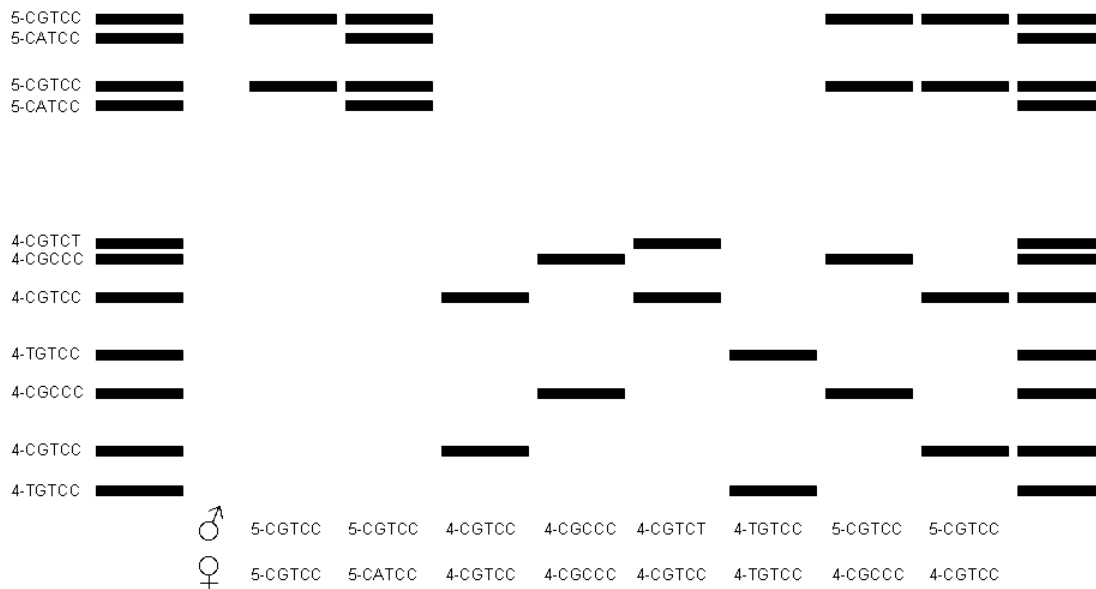 5-CGTCC
5-CATCC
5-CGTCC
5-CATCC
4-CGTCT
4-CGCCC
4-CGTCC
4-TGTCC
4-CGCCC
4-CGTCC
4-TGTCC
♂ 5-CGTCC 5-CGTCC 4-CGTCC 4-CGCCC 4-CGTCT 4-TGTCC 5-CGTCC 5-CGTCC
♀ 5-CGTCC 5-CATCC 4-CGTCC 4-CGCCC 4-CGTCC 4-TGTCC 4-CGCCC 4-CGTCC